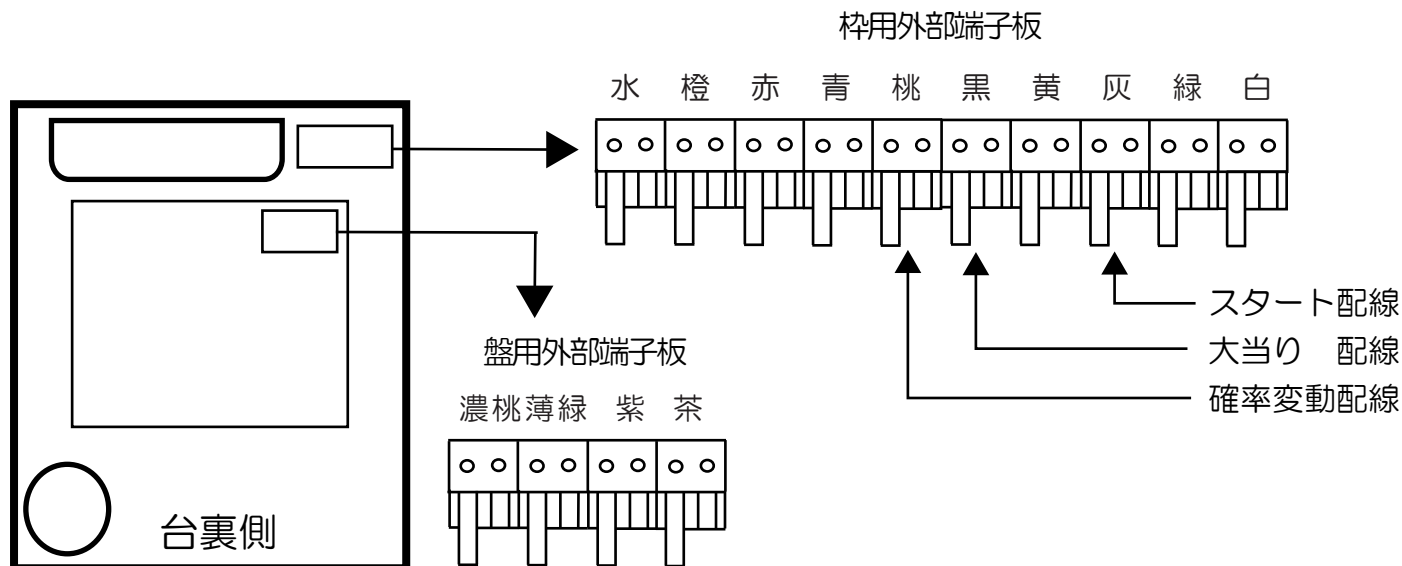 枠用外部端子板
水 橙 赤 青 桃 黒 黄 灰 緑 白
スタート配線
大当り　配線
確率変動配線
盤用外部端子板
濃桃 薄緑 紫 茶
台裏側